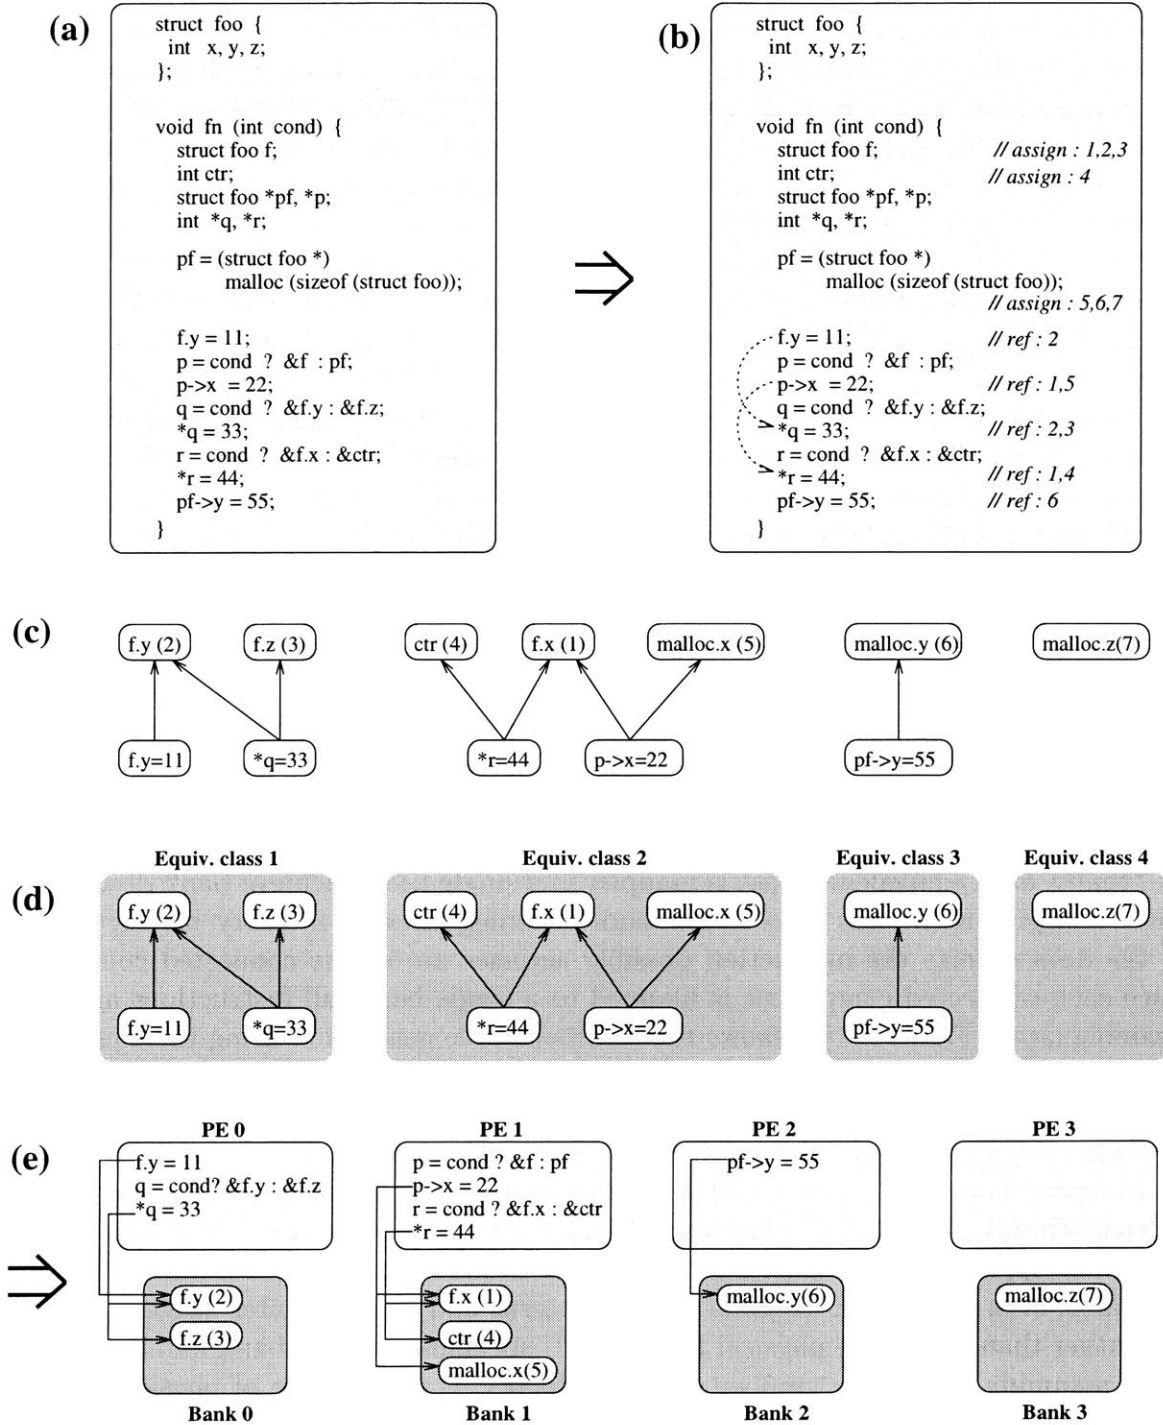 (a)
struct foo {
int x, y, z;
};
void fn (int cond) {
struct foo f;
int ctr;
struct foo *pf, *p;
int *q, *r;
pf = (struct foo *)
malloc (sizeof (struct foo));
f.y = 11;
p = cond ? &f : pf;
p->x = 22;
q = cond ? &f.y : &f.z;
*q = 33;
r = cond ? &f.x : &ctr;
*r = 44;
pf->y = 55;
}
(b)
struct foo {
int x, y, z;
};
void fn (int cond) {
struct foo f; // assign : 1,2,3
int ctr; // assign : 4
struct foo *pf, *p;
int *q, *r;
pf = (struct foo *)
malloc (sizeof (struct foo));
// assign : 5,6,7
f.y = 11; // ref : 2
p = cond ? &f : pf;
p->x = 22; // ref : 1,5
q = cond ? &f.y : &f.z;
*q = 33; // ref : 2,3
r = cond ? &f.x : &ctr;
*r = 44; // ref : 1,4
pf->y = 55; // ref : 6
}
(c)
f.y (2) f.z (3) ctr (4) f.x (1) malloc.x (5) malloc.y (6) malloc.z(7)
f.y=11 *q=33 *r=44 p->x=22 pf->y=55
Equiv. class 1 Equiv. class 2 Equiv. class 3 Equiv. class 4
(d)
f.y (2) f.z (3) ctr (4) f.x (1) malloc.x (5) malloc.y (6) malloc.z(7)
f.y=11 *q=33 *r=44 p->x=22 pf->y=55
(e)
PE 0
f.y = 11
q = cond? &f.y : &f.z
*q = 33
f.y (2)
f.z (3)
Bank 0
PE 1
p = cond ? &f : pf
p->x = 22
r = cond ? &f.x : &ctr
*r = 44
f.x (1)
ctr (4)
malloc.x(5)
Bank 1
PE 2
pf->y = 55
malloc.y(6)
Bank 2
PE 3
malloc.z(7)
Bank 3